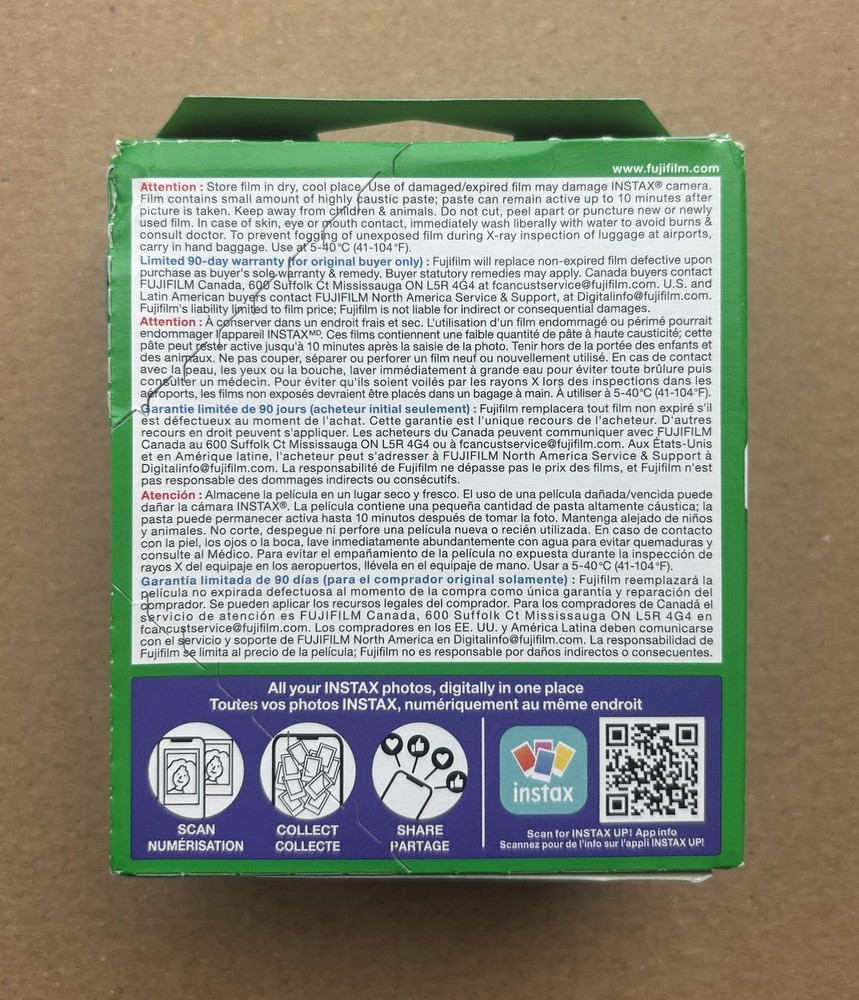 www.fujifilm.com
Attention : Store film in dry, cool place. Use of damaged/expired film may damage INSTAX® camera.
Film contains small amount of highly caustic paste; paste can remain active up to 10 minutes after
picture is taken. Keep away from children & animals. Do not cut, peel apart or puncture new or newly
used film. In case of skin, eye or mouth contact, immediately wash liberally with water to avoid burns &
consult doctor. To prevent fogging of unexposed film during X-ray inspection of luggage at airports,
carry in hand baggage. Use at 5-40°C (41-104°F).
Limited 90-day warranty (for original buyer only) : Fujifilm will replace non-expired film defective upon
purchase as buyer's sole warranty & remedy. Buyer statutory remedies may apply. Canada buyers contact
FUJIFILM Canada, 600 Suffolk Ct Mississauga ON L5R 4G4 at fcancustservice@fujifilm.com. U.S. and
Latin American buyers contact FUJIFILM North America Service & Support, at Digitalinfo@fujifilm.com.
Fujifilm's liability limited to film price; Fujifilm is not liable for indirect or consequential damages.
Attention : À conserver dans un endroit frais et sec. L'utilisation d'un film endommagé ou périmé pourrait
endommager l'appareil INSTAXᴹᴰ. Ces films contiennent une faible quantité de pâte à haute causticité; cette
pâte peut rester active jusqu'à 10 minutes après la saisie de la photo. Tenir hors de la portée des enfants et
des animaux. Ne pas couper, séparer ou perforer un film neuf ou nouvellement utilisé. En cas de contact
avec la peau, les yeux ou la bouche, laver immédiatement à grande eau pour éviter toute brûlure puis
consulter un médecin. Pour éviter qu'ils soient voilés par les rayons X lors des inspections dans les
aéroports, les films non exposés devraient être placés dans un bagage à main. À utiliser à 5-40°C (41-104°F).
Garantie limitée de 90 jours (acheteur initial seulement) : Fujifilm remplacera tout film non expiré s'il
est défectueux au moment de l'achat. Cette garantie est l'unique recours de l'acheteur. D'autres
recours en droit peuvent s'appliquer. Les acheteurs du Canada peuvent communiquer avec FUJIFILM
Canada au 600 Suffolk Ct Mississauga ON L5R 4G4 ou à fcancustservice@fujifilm.com. Aux États-Unis
et en Amérique latine, l'acheteur peut s'adresser à FUJIFILM North America Service & Support à
Digitalinfo@fujifilm.com. La responsabilité de Fujifilm ne dépasse pas le prix des films, et Fujifilm n'est
pas responsable des dommages indirects ou consécutifs.
Atención : Almacene la película en un lugar seco y fresco. El uso de una película dañada/vencida puede
dañar la cámara INSTAX®. La película contiene una pequeña cantidad de pasta altamente cáustica; la
pasta puede permanecer activa hasta 10 minutos después de tomar la foto. Mantenga alejado de niños
y animales. No corte, despegue ni perfore una película nueva o recién utilizada. En caso de contacto
con la piel, los ojos o la boca, lave inmediatamente abundantemente con agua para evitar quemaduras y
consulte al Médico. Para evitar el empañamiento de la película no expuesta durante la inspección de
rayos X del equipaje en los aeropuertos, llévela en el equipaje de mano. Usar a 5-40°C (41-104°F).
Garantía limitada de 90 días (para el comprador original solamente) : Fujifilm reemplazará la
película no expirada defectuosa al momento de la compra como única garantía y reparación del
comprador. Se pueden aplicar los recursos legales del comprador. Para los compradores de Canadá el
servicio de atención es FUJIFILM Canada, 600 Suffolk Ct Mississauga ON L5R 4G4 en
fcancustservice@fujifilm.com. Los compradores en los EE. UU. y América Latina deben comunicarse
con el servicio y soporte de FUJIFILM North America en Digitalinfo@fujifilm.com. La responsabilidad de
Fujifilm se limita al precio de la película; Fujifilm no es responsable por daños indirectos o consecuentes.
All your INSTAX photos, digitally in one place
Toutes vos photos INSTAX, numériquement au même endroit
SCAN
NUMÉRISATION
COLLECT
COLLECTE
SHARE
PARTAGE
instax
Scan for INSTAX UP! App info
Scannez pour de l'info sur l'appli INSTAX UP!